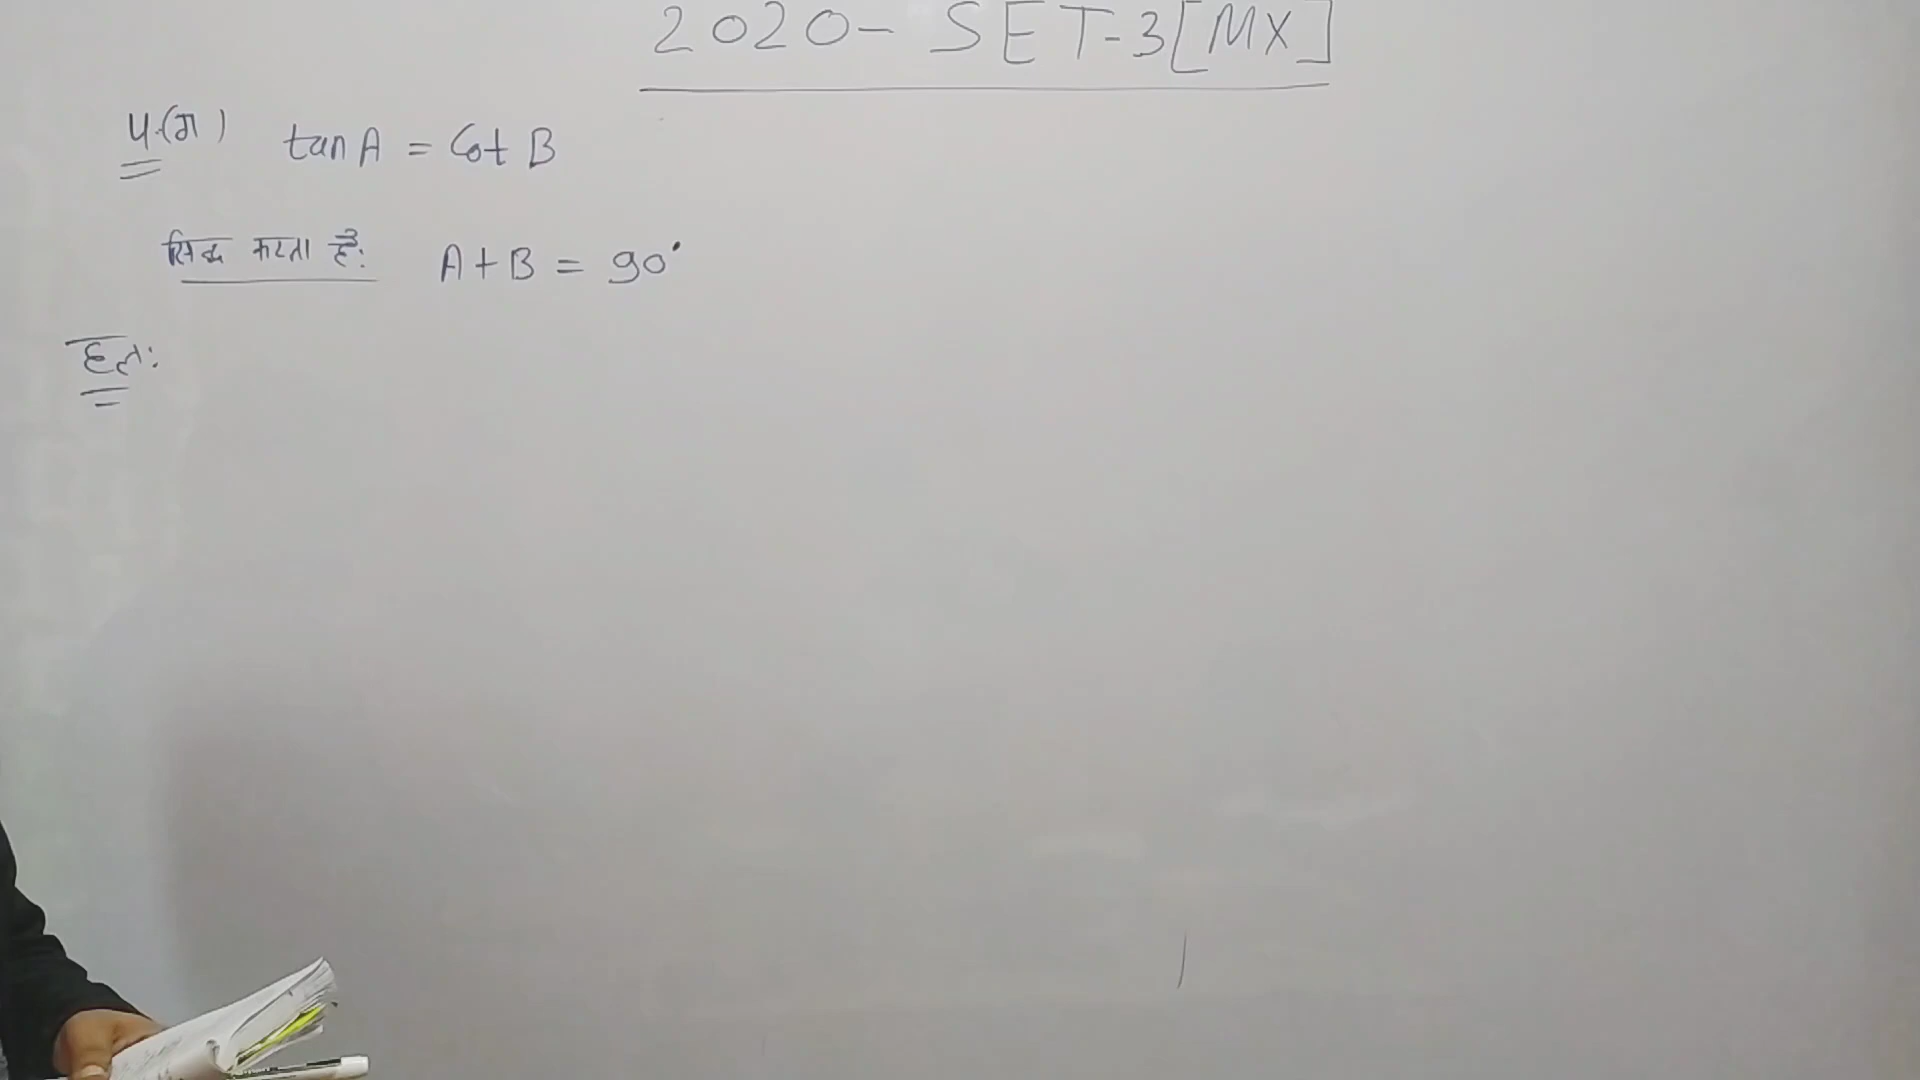 2020- SET-3[MX]
4.(ग) tan A = Cot B
सिद्ध करना है: A+B = 90°
हल: